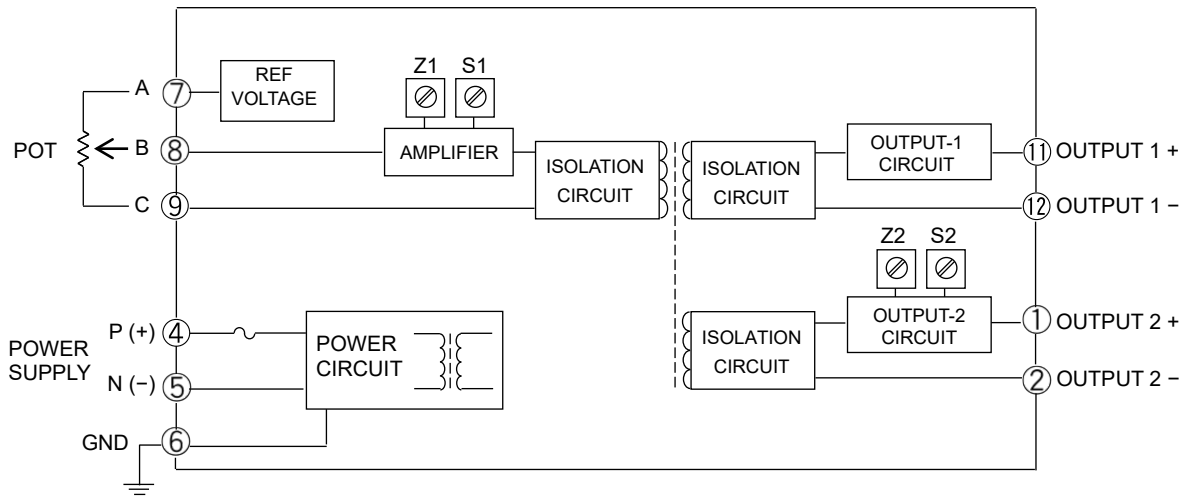 REF
VOLTAGE
Z1 S1
A 7
POT
B 8
AMPLIFIER
C 9
ISOLATION
CIRCUIT
ISOLATION
CIRCUIT
OUTPUT-1
CIRCUIT
11 OUTPUT 1 +
12 OUTPUT 1 −
Z2 S2
P (+) 4
POWER
SUPPLY
N (−) 5
POWER
CIRCUIT
GND 6
ISOLATION
CIRCUIT
OUTPUT-2
CIRCUIT
1 OUTPUT 2 +
2 OUTPUT 2 −